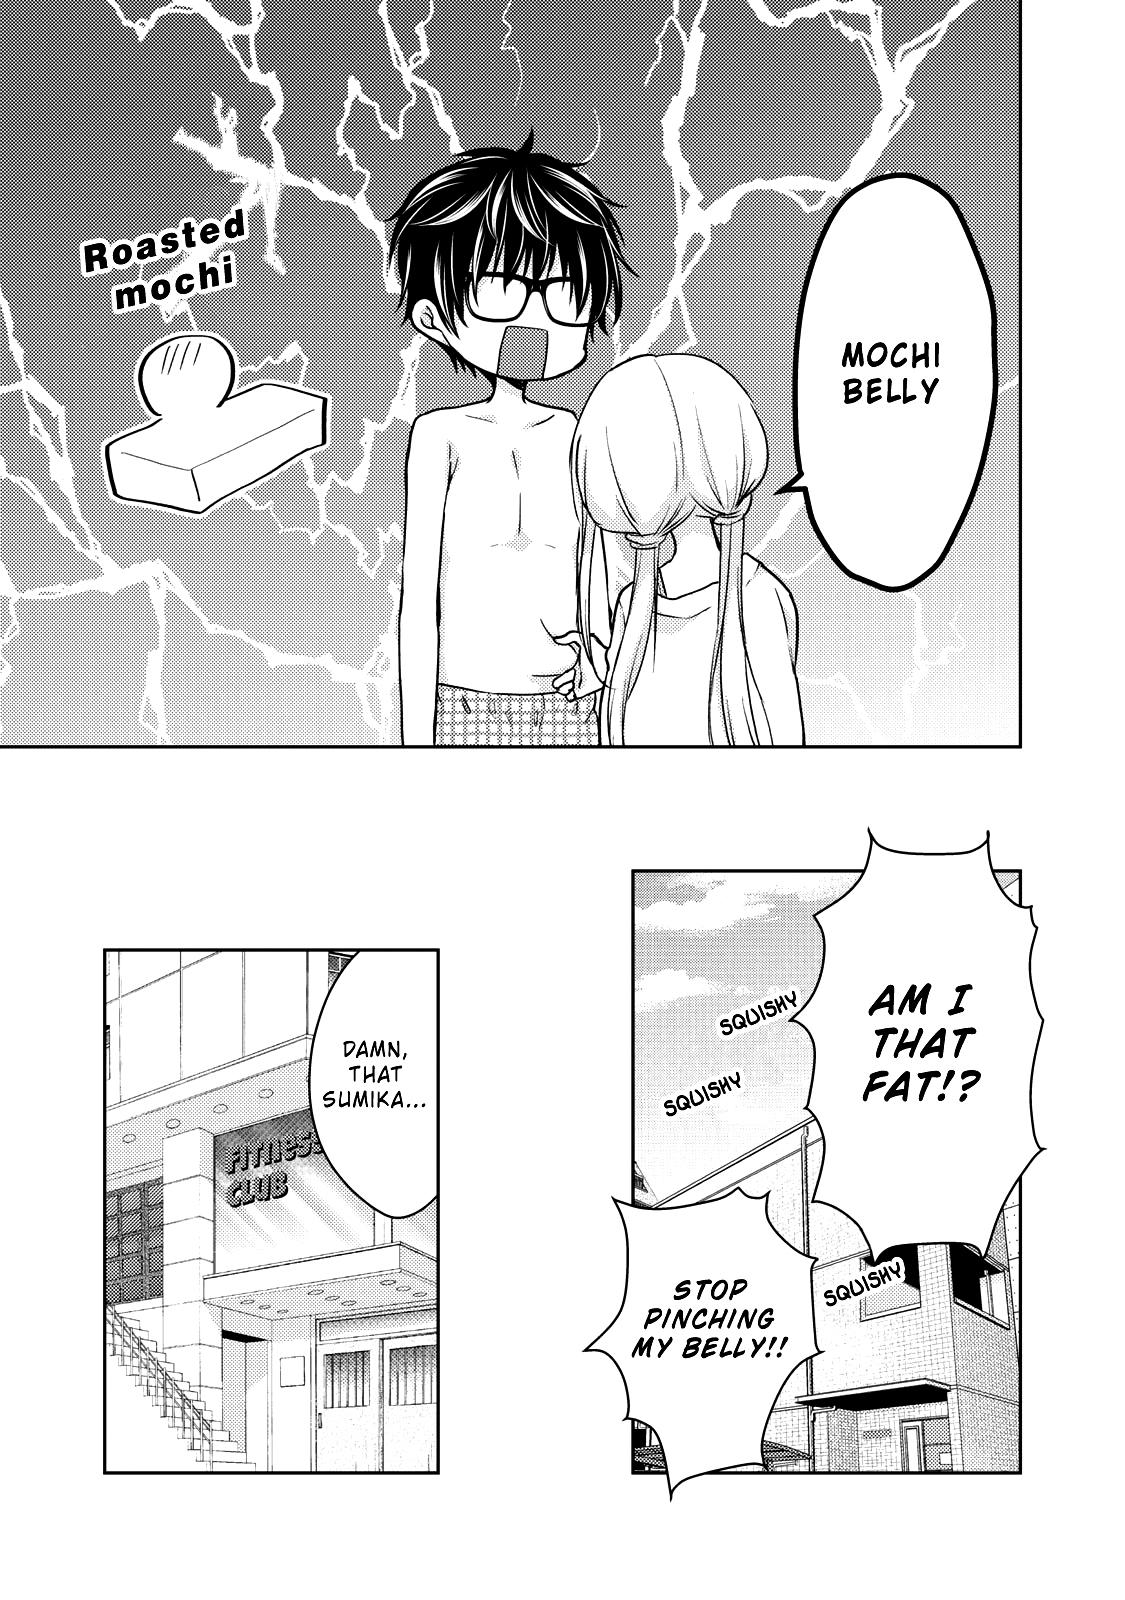 MOCHI
BELLY
Roasted
mochi
AM I
THAT
FAT!?
SQUISHY
SQUISHY
SQUISHY
STOP
PINCHING
MY BELLY!!
DAMN,
THAT
SUMIKA...
FITNESS
CLUB